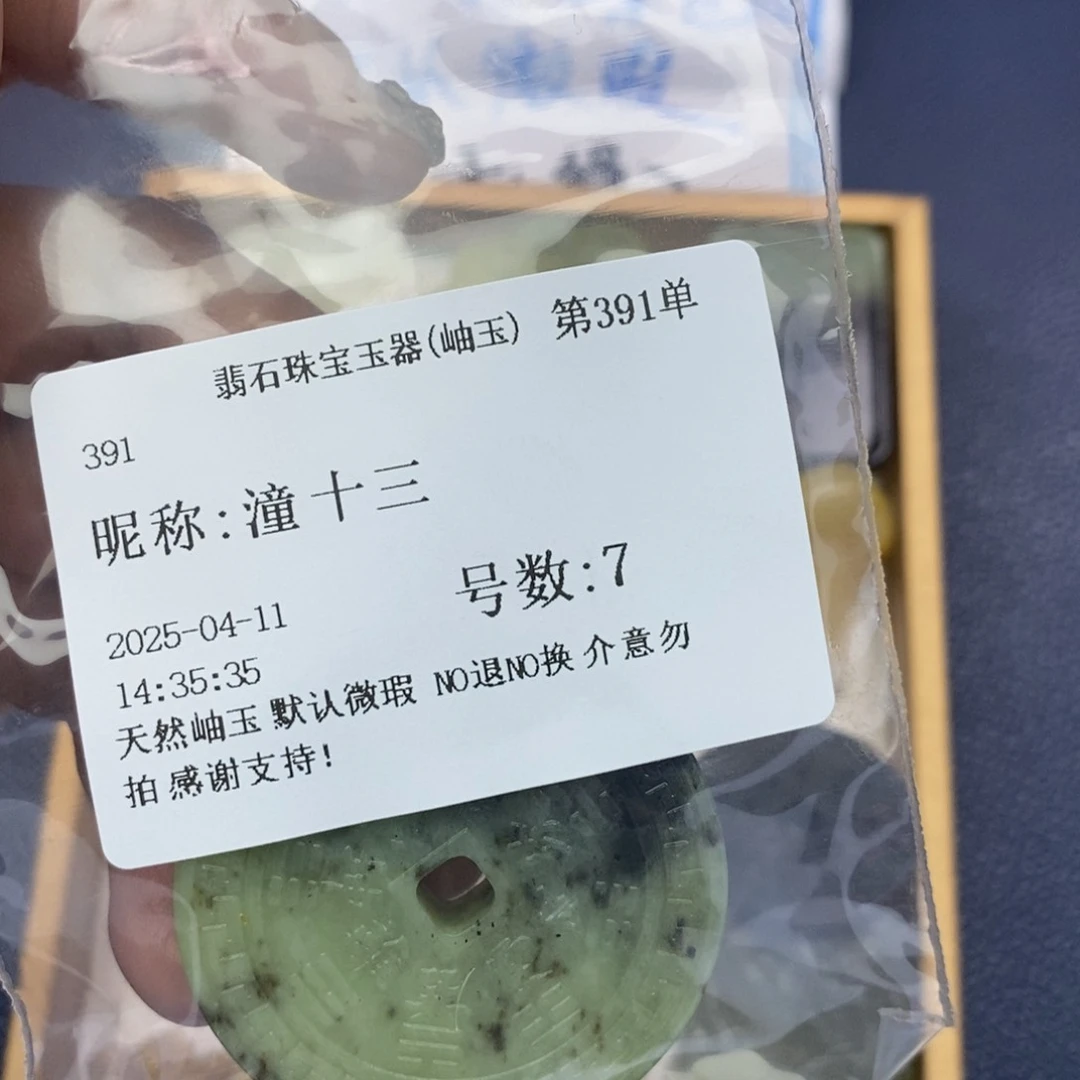 翡石珠宝玉器(岫玉) 第391单
391
昵称:潼十三
号数:7
2025-04-11
14:35:35
天然岫玉 默认微瑕 NO退NO换 介意勿
拍 感谢支持!